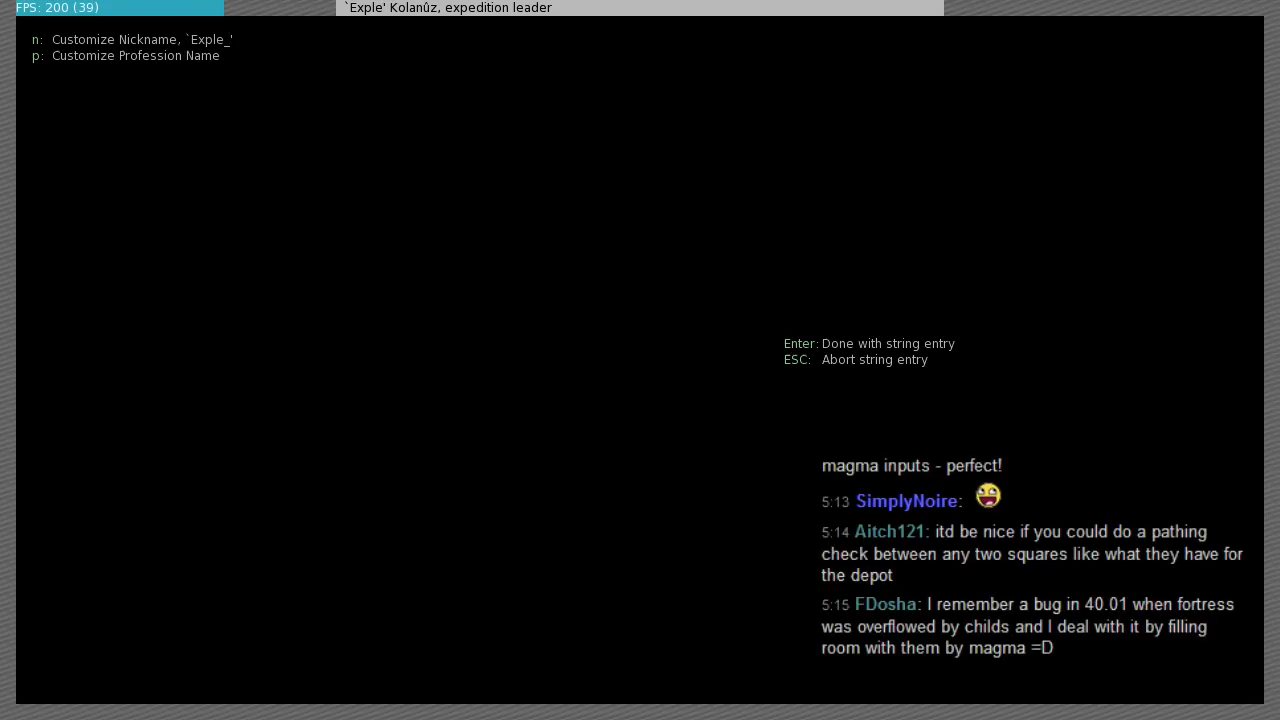 FPS: 200 (39)
`Exple' Kolanûz, expedition leader
n: Customize Nickname, `Exple_'
p: Customize Profession Name
Enter: Done with string entry
ESC: Abort string entry
magma inputs - perfect!
5:13 SimplyNoire:
5:14 Aitch121: itd be nice if you could do a pathing
check between any two squares like what they have for
the depot
5:15 FDosha: I remember a bug in 40.01 when fortress
was overflowed by childs and I deal with it by filling
room with them by magma =D